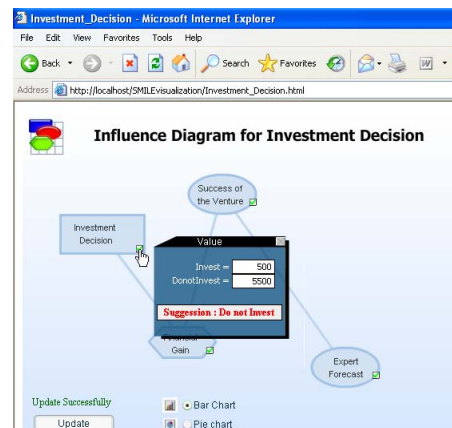 Investment_Decision - Microsoft Internet Explorer
File Edit View Favorites Tools Help
Back Search Favorites
Address http://localhost/SMILEvisualization/Investment_Decision.html
Influence Diagram for Investment Decision
Success of
the Venture
Investment
Decision
Value
Invest = 500
DonotInvest = 5500
Suggession : Do not Invest
Financial
Gain
Expert
Forecast
Update Successfully
Bar Chart
Update
Pie chart